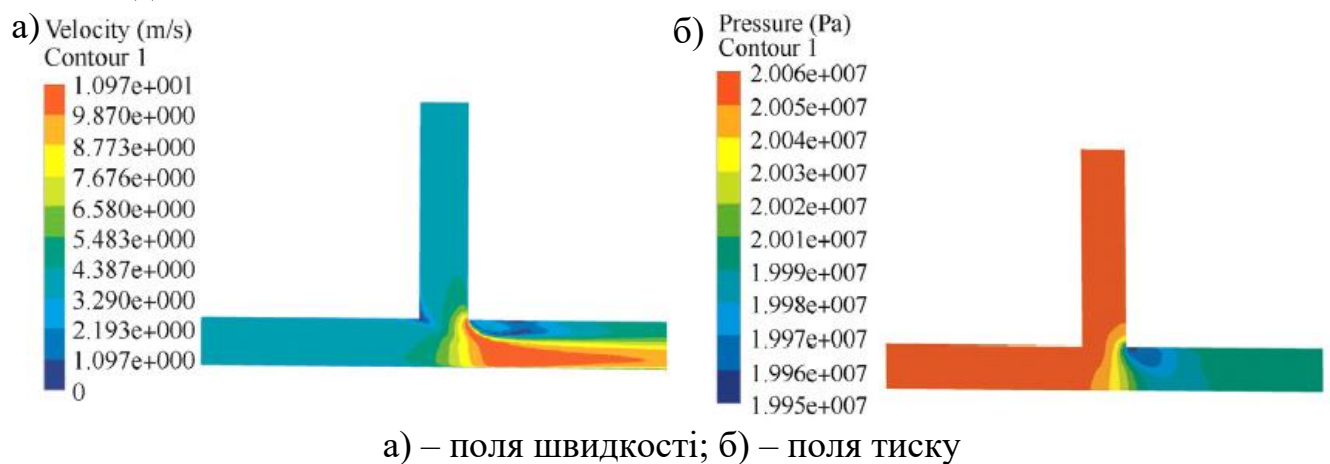 а) Velocity (m/s)
Contour 1
1.097e+001
9.870e+000
8.773e+000
7.676e+000
6.580e+000
5.483e+000
4.387e+000
3.290e+000
2.193e+000
1.097e+000
0
б) Pressure (Pa)
Contour 1
2.006e+007
2.005e+007
2.004e+007
2.003e+007
2.002e+007
2.001e+007
1.999e+007
1.998e+007
1.997e+007
1.996e+007
1.995e+007
а) – поля швидкості; б) – поля тиску